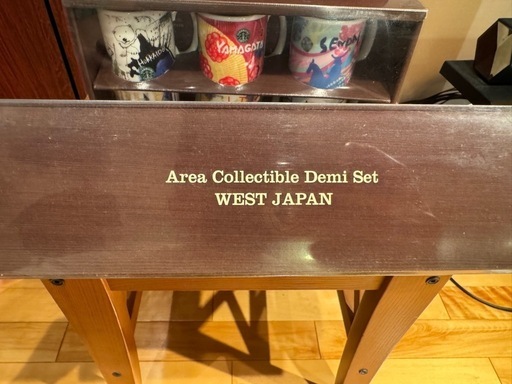 HOKKAIDO
YAMAGATA
SENDAI
Area Collectible Demi Set
WEST JAPAN